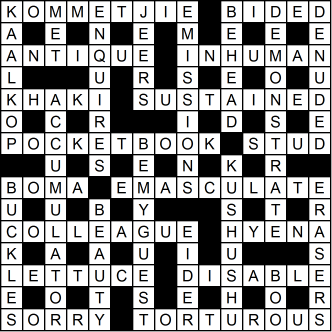 KOMMETJIE BIDED
A E N E M E E E
ANTIQUE INHUMAN
L U R S E O U
KHAKI SUSTAINED
O C R I D S E
POCKETBOOK STUD
U S E N K R
BOMA EMASCULATE
U U B Y S T R
COLLEAGUE HYENA
K A A U I U S
LETTUCE DISABLE
E O T S E H O R
SORRY TORTUROUS